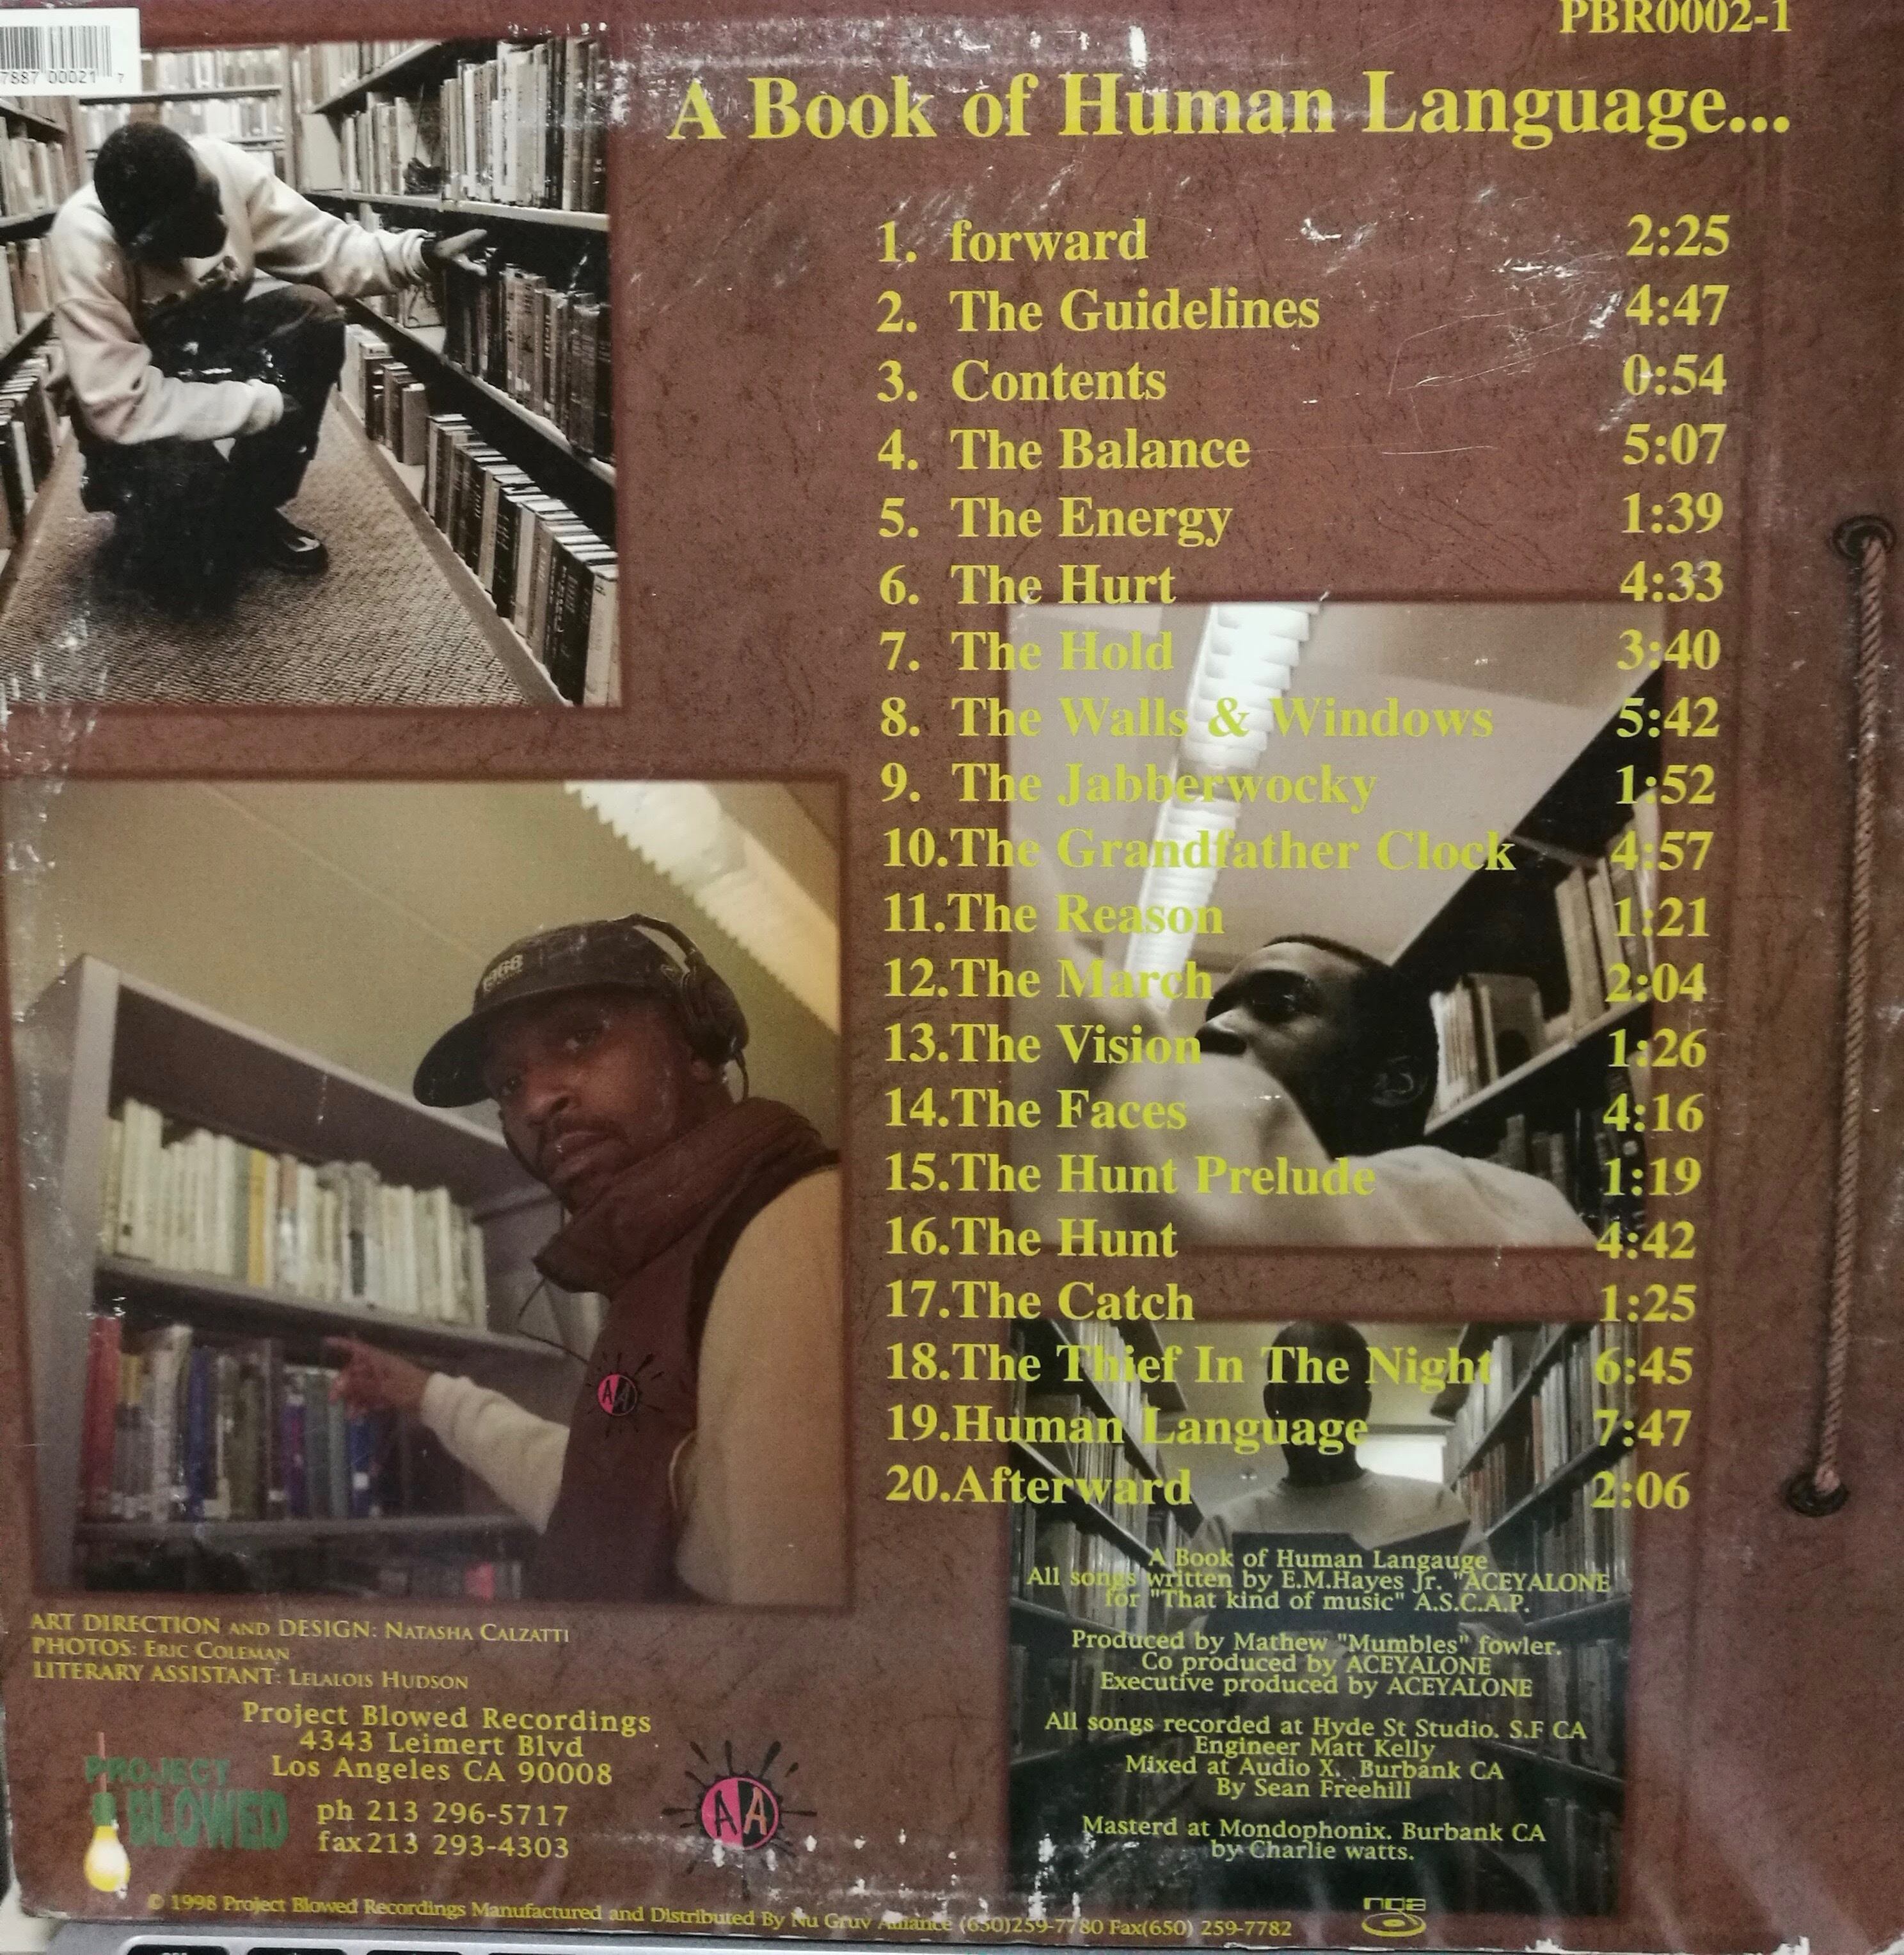 7887 00021 7
PBR0002-1
A Book of Human Language...
1. forward 2:25
2. The Guidelines 4:47
3. Contents 0:54
4. The Balance 5:07
5. The Energy 1:39
6. The Hurt 4:33
7. The Hold 3:40
8. The Walls & Windows 5:42
9. The Jabberwocky 1:52
10.The Grandfather Clock 4:57
11.The Reason 1:21
12.The March 2:04
13.The Vision 1:26
14.The Faces 4:16
15.The Hunt Prelude 1:19
16.The Hunt 4:42
17.The Catch 1:25
18.The Thief In The Night 6:45
19.Human Language 7:47
20.Afterward 2:06
AA
A Book of Human Langauge
All songs written by E.M.Hayes Jr. "ACEYALONE
for "That kind of music" A.S.C.A.P.
Produced by Mathew "Mumbles" fowler.
Co produced by ACEYALONE
Executive produced by ACEYALONE
All songs recorded at Hyde St Studio. S.F CA
Engineer Matt Kelly
Mixed at Audio X. Burbank CA
By Sean Freehill
Masterd at Mondophonix. Burbank CA
by Charlie watts.
ART DIRECTION AND DESIGN: NATASHA CALZATTI
PHOTOS: ERIC COLEMAN
LITERARY ASSISTANT: LELALOIS HUDSON
Project Blowed Recordings
4343 Leimert Blvd
Los Angeles CA 90008
ph 213 296-5717
fax 213 293-4303
PROJECT
BLOWED
AA
nga
© 1998 Project Blowed Recordings Manufactured and Distributed By Nu Gruv Alliance (650)259-7780 Fax(650) 259-7782